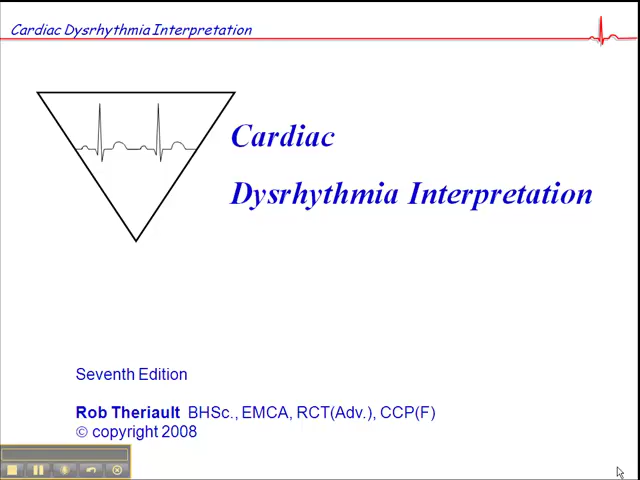 Cardiac Dysrhythmia Interpretation
Cardiac
Dysrhythmia Interpretation
Seventh Edition
Rob Theriault BHSc., EMCA, RCT(Adv.), CCP(F)
© copyright 2008